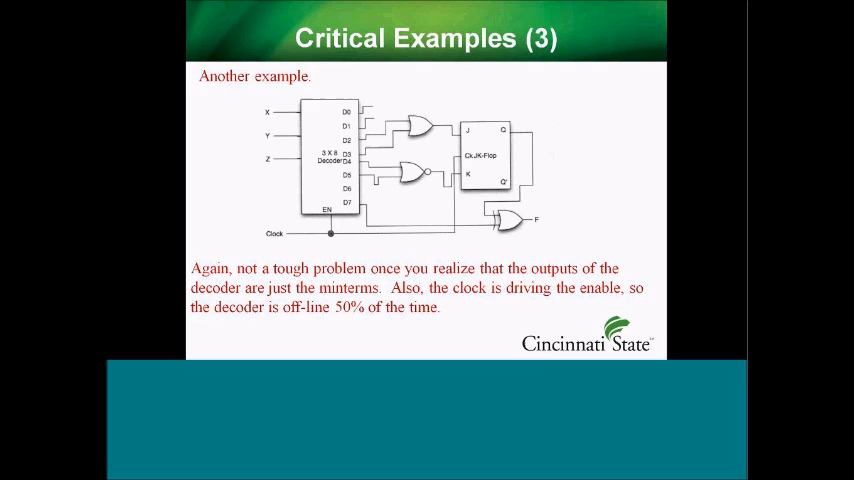 Critical Examples (3)
Another example.
X
Y
Z
3 X 8
Decoder
EN
D0
D1
D2
D3
D4
D5
D6
D7
Clock
J
Q
Ck JK-Flop
K
Q'
F
Again, not a tough problem once you realize that the outputs of the
decoder are just the minterms. Also, the clock is driving the enable, so
the decoder is off-line 50% of the time.
Cincinnati State